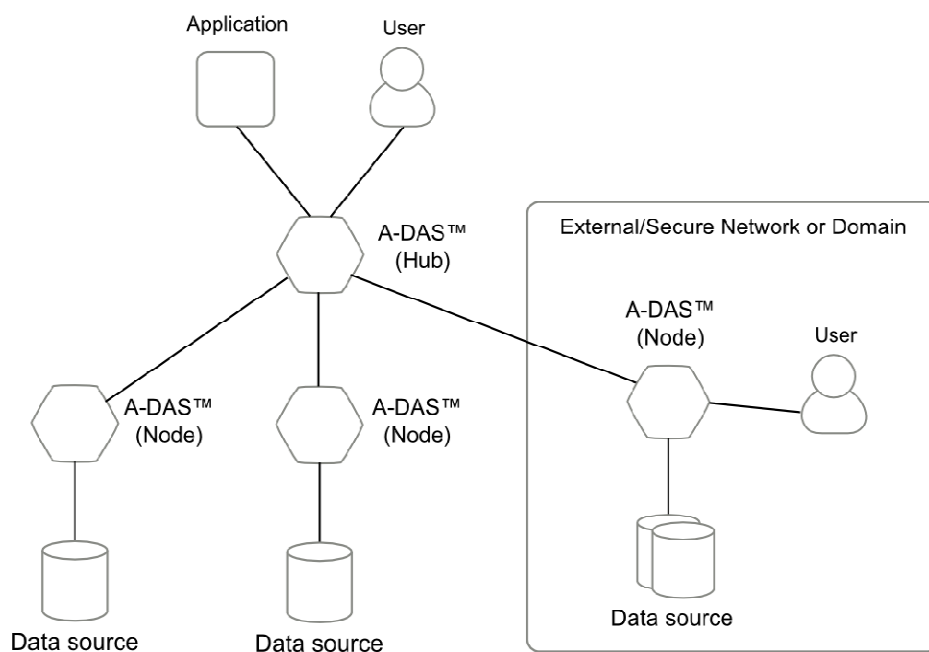 Application
User
A-DAS™
(Hub)
External/Secure Network or Domain
A-DAS™
(Node)
User
A-DAS™
(Node)
A-DAS™
(Node)
Data source
Data source
Data source